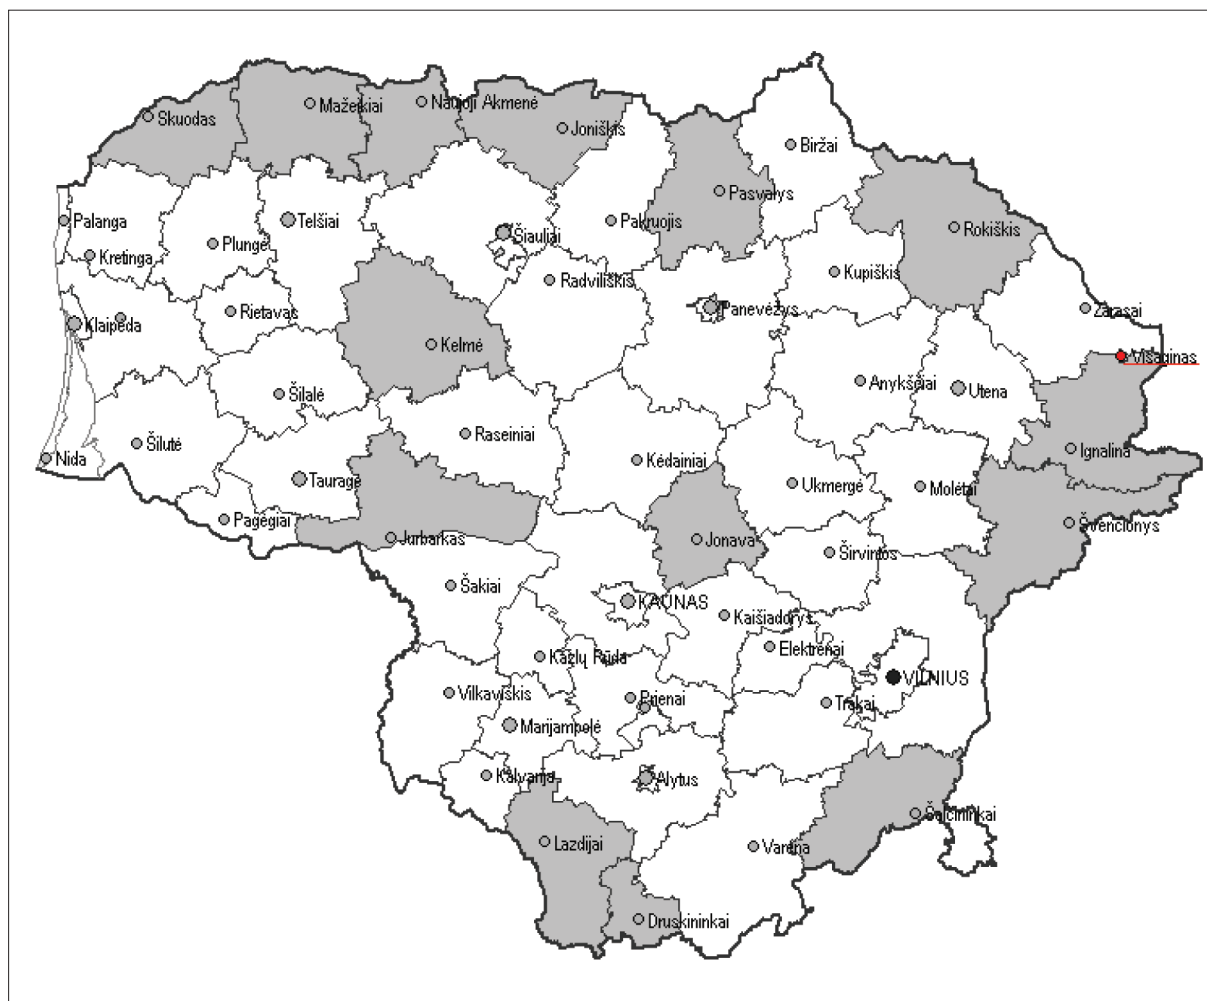 Skuodas
Mažeikiai
Naujoji Akmenė
Joniškis
Biržai
Pasvalys
Palanga
Kretinga
Plungė
Telšiai
Šiauliai
Pakruojis
Rokiškis
Kupiškis
Radviliškis
Klaipėda
Rietavas
Panevėžys
Zarasai
Kelmė
Visaginas
Anykščiai
Utena
Šilalė
Šilutė
Raseiniai
Nida
Kėdainiai
Ignalina
Tauragė
Ukmergė
Molėtai
Pagėgiai
Jurbarkas
Jonava
Širvintos
Švenčionys
Šakiai
KAUNAS
Kaišiadorys
Elektrėnai
Kazlų Rūda
VILNIUS
Vilkaviškis
Prienai
Trakai
Marijampolė
Kalvarija
Alytus
Šalčininkai
Lazdijai
Varėna
Druskininkai